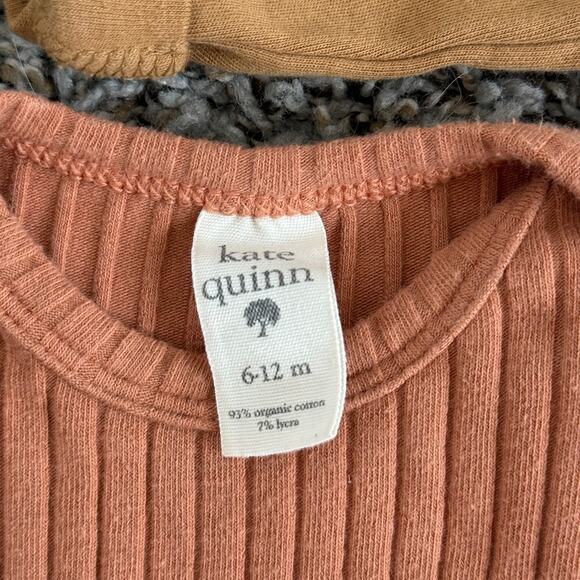 kate
quinn
6-12 m
93% organic cotton
7% lycra